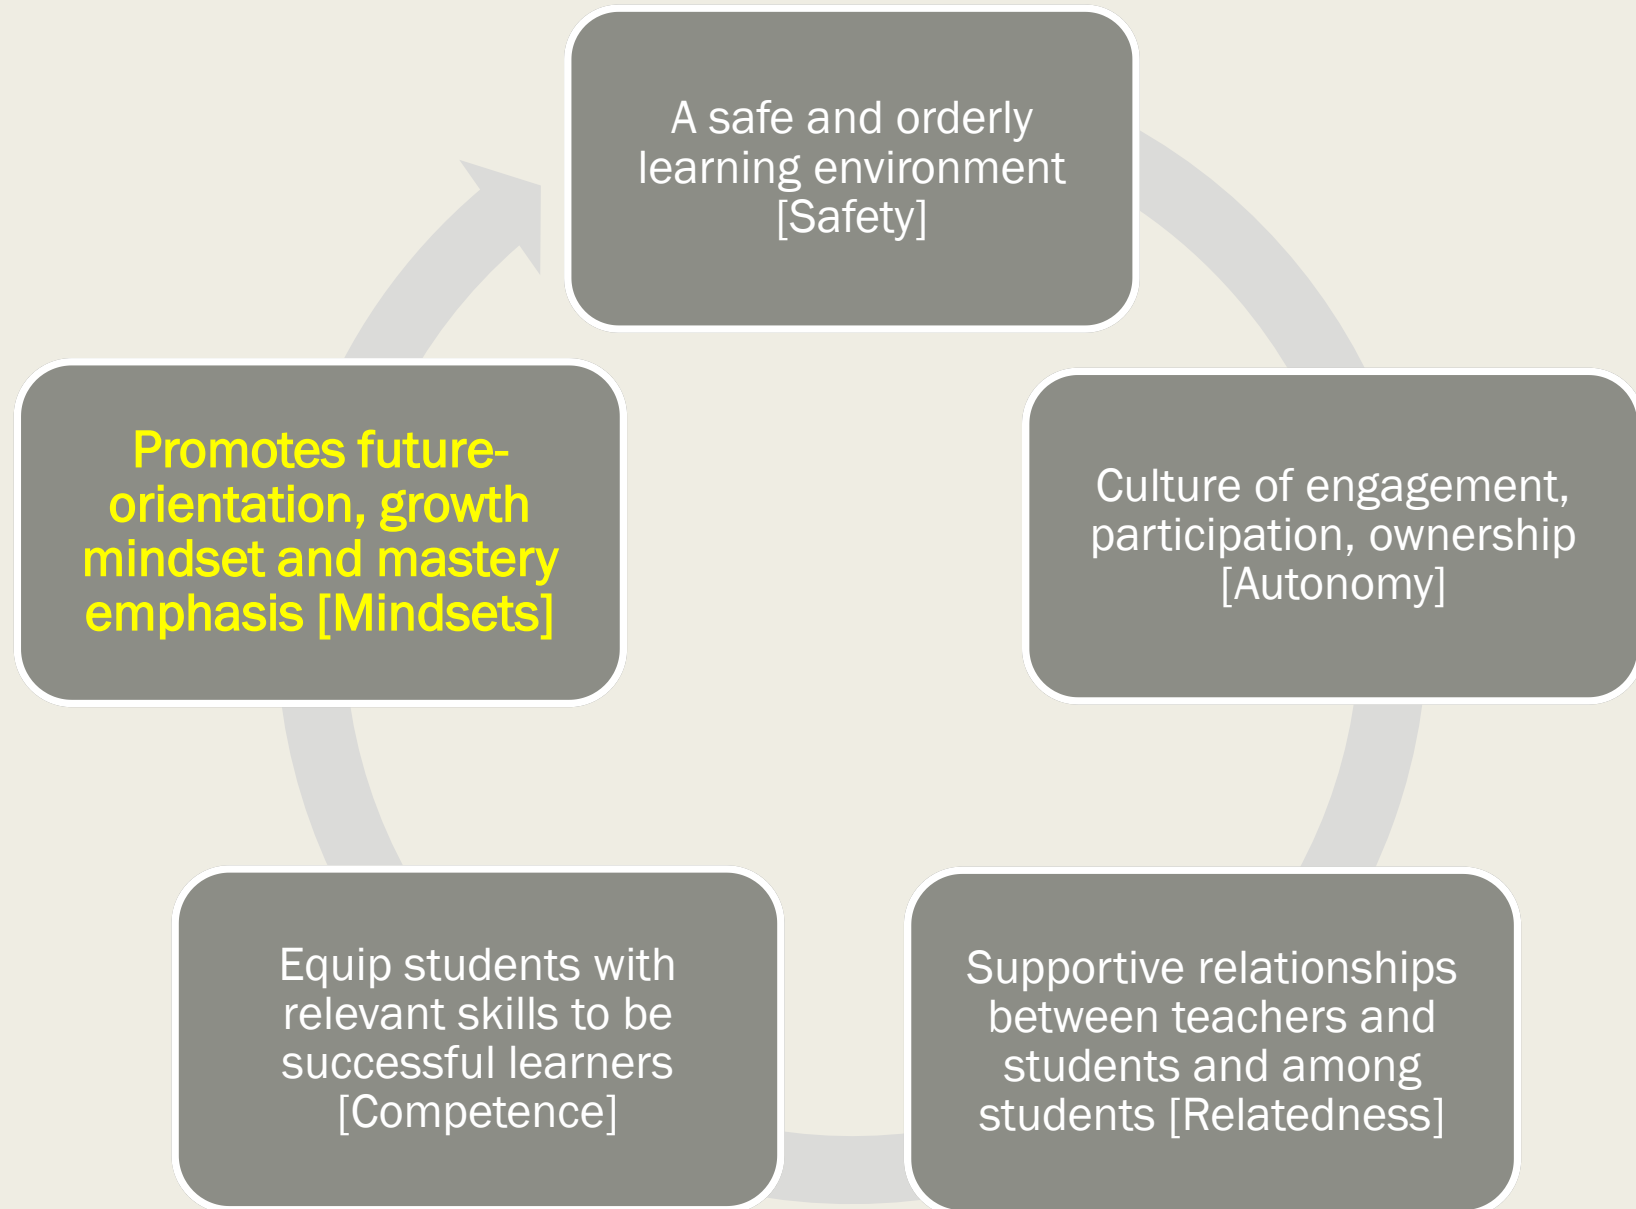 A safe and orderly
learning environment
[Safety]
Culture of engagement,
participation, ownership
[Autonomy]
Supportive relationships
between teachers and
students and among
students [Relatedness]
Equip students with
relevant skills to be
successful learners
[Competence]
Promotes future-
orientation, growth
mindset and mastery
emphasis [Mindsets]